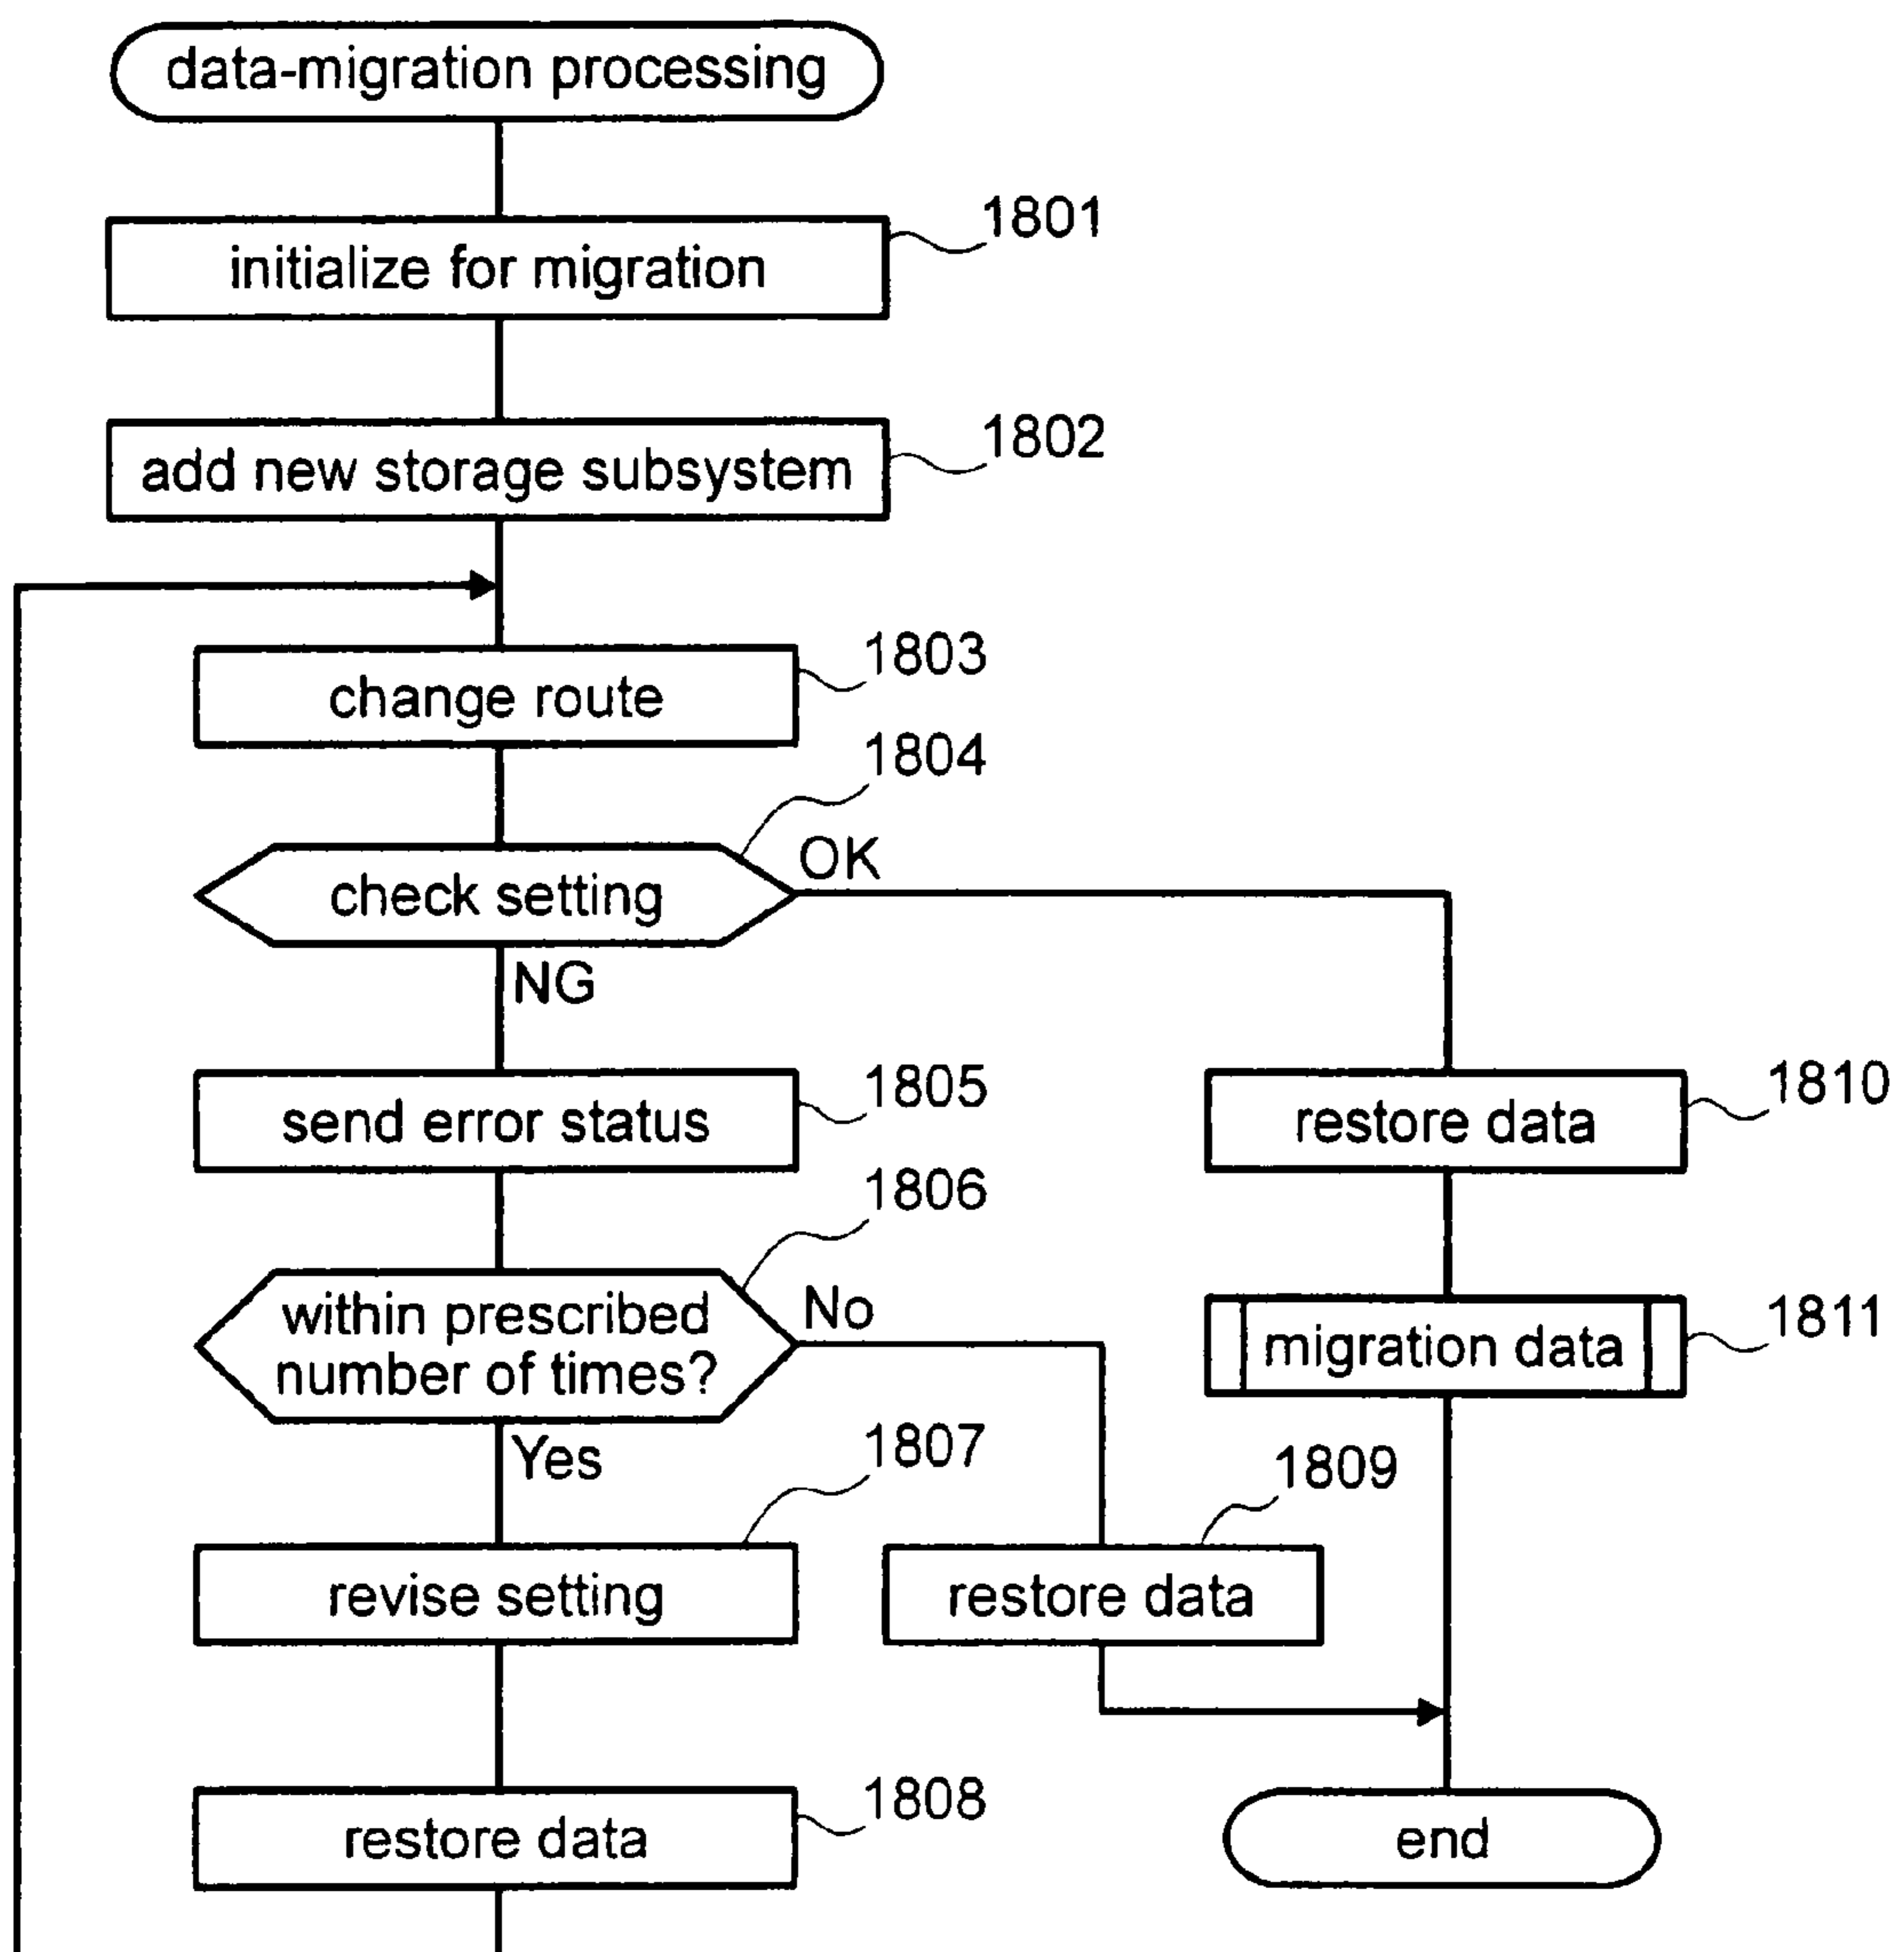 data-migration processing
1801
initialize for migration
1802
add new storage subsystem
1803
change route
1804
OK
check setting
NG
1805
send error status
1810
restore data
1806
within prescribed
number of times?
No
1811
migration data
Yes
1807
1809
revise setting
restore data
1808
restore data
end